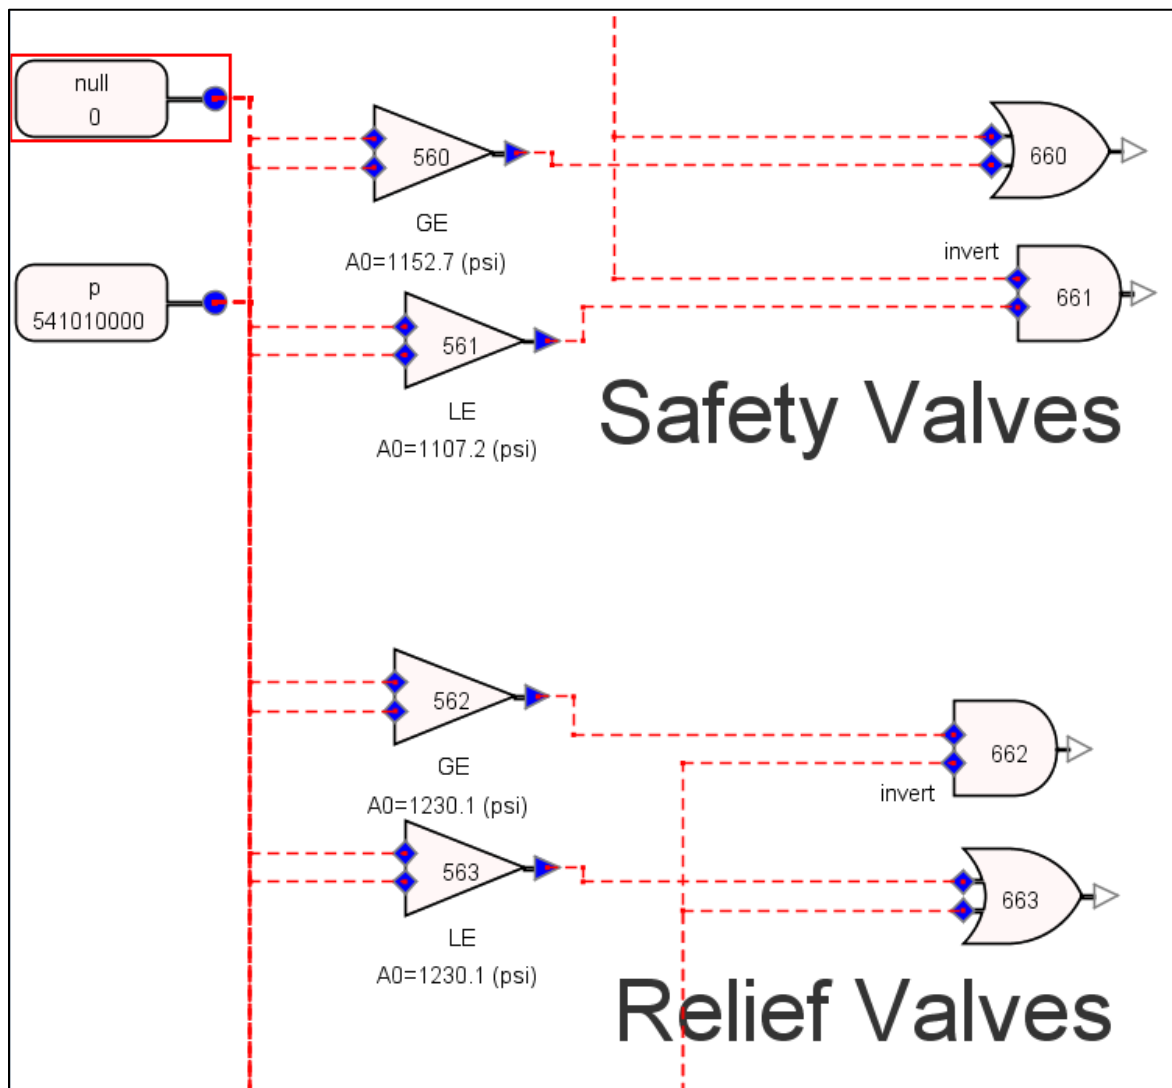 null
0
560
660
GE
A0=1152.7 (psi)
invert
p
541010000
661
561
LE
A0=1107.2 (psi)
Safety Valves
562
662
GE
A0=1230.1 (psi)
invert
563
663
LE
A0=1230.1 (psi)
Relief Valves